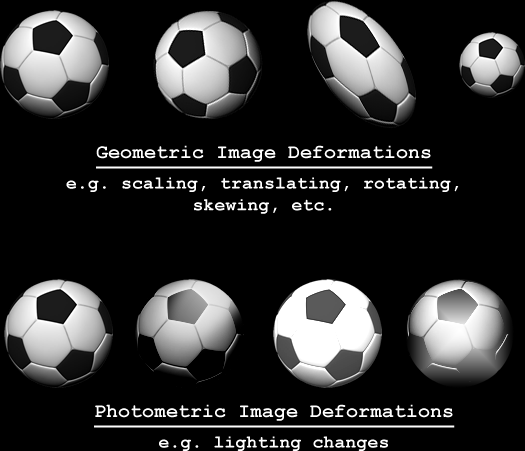 Geometric Image Deformations
e.g. scaling, translating, rotating,
skewing, etc.
Photometric Image Deformations
e.g. lighting changes